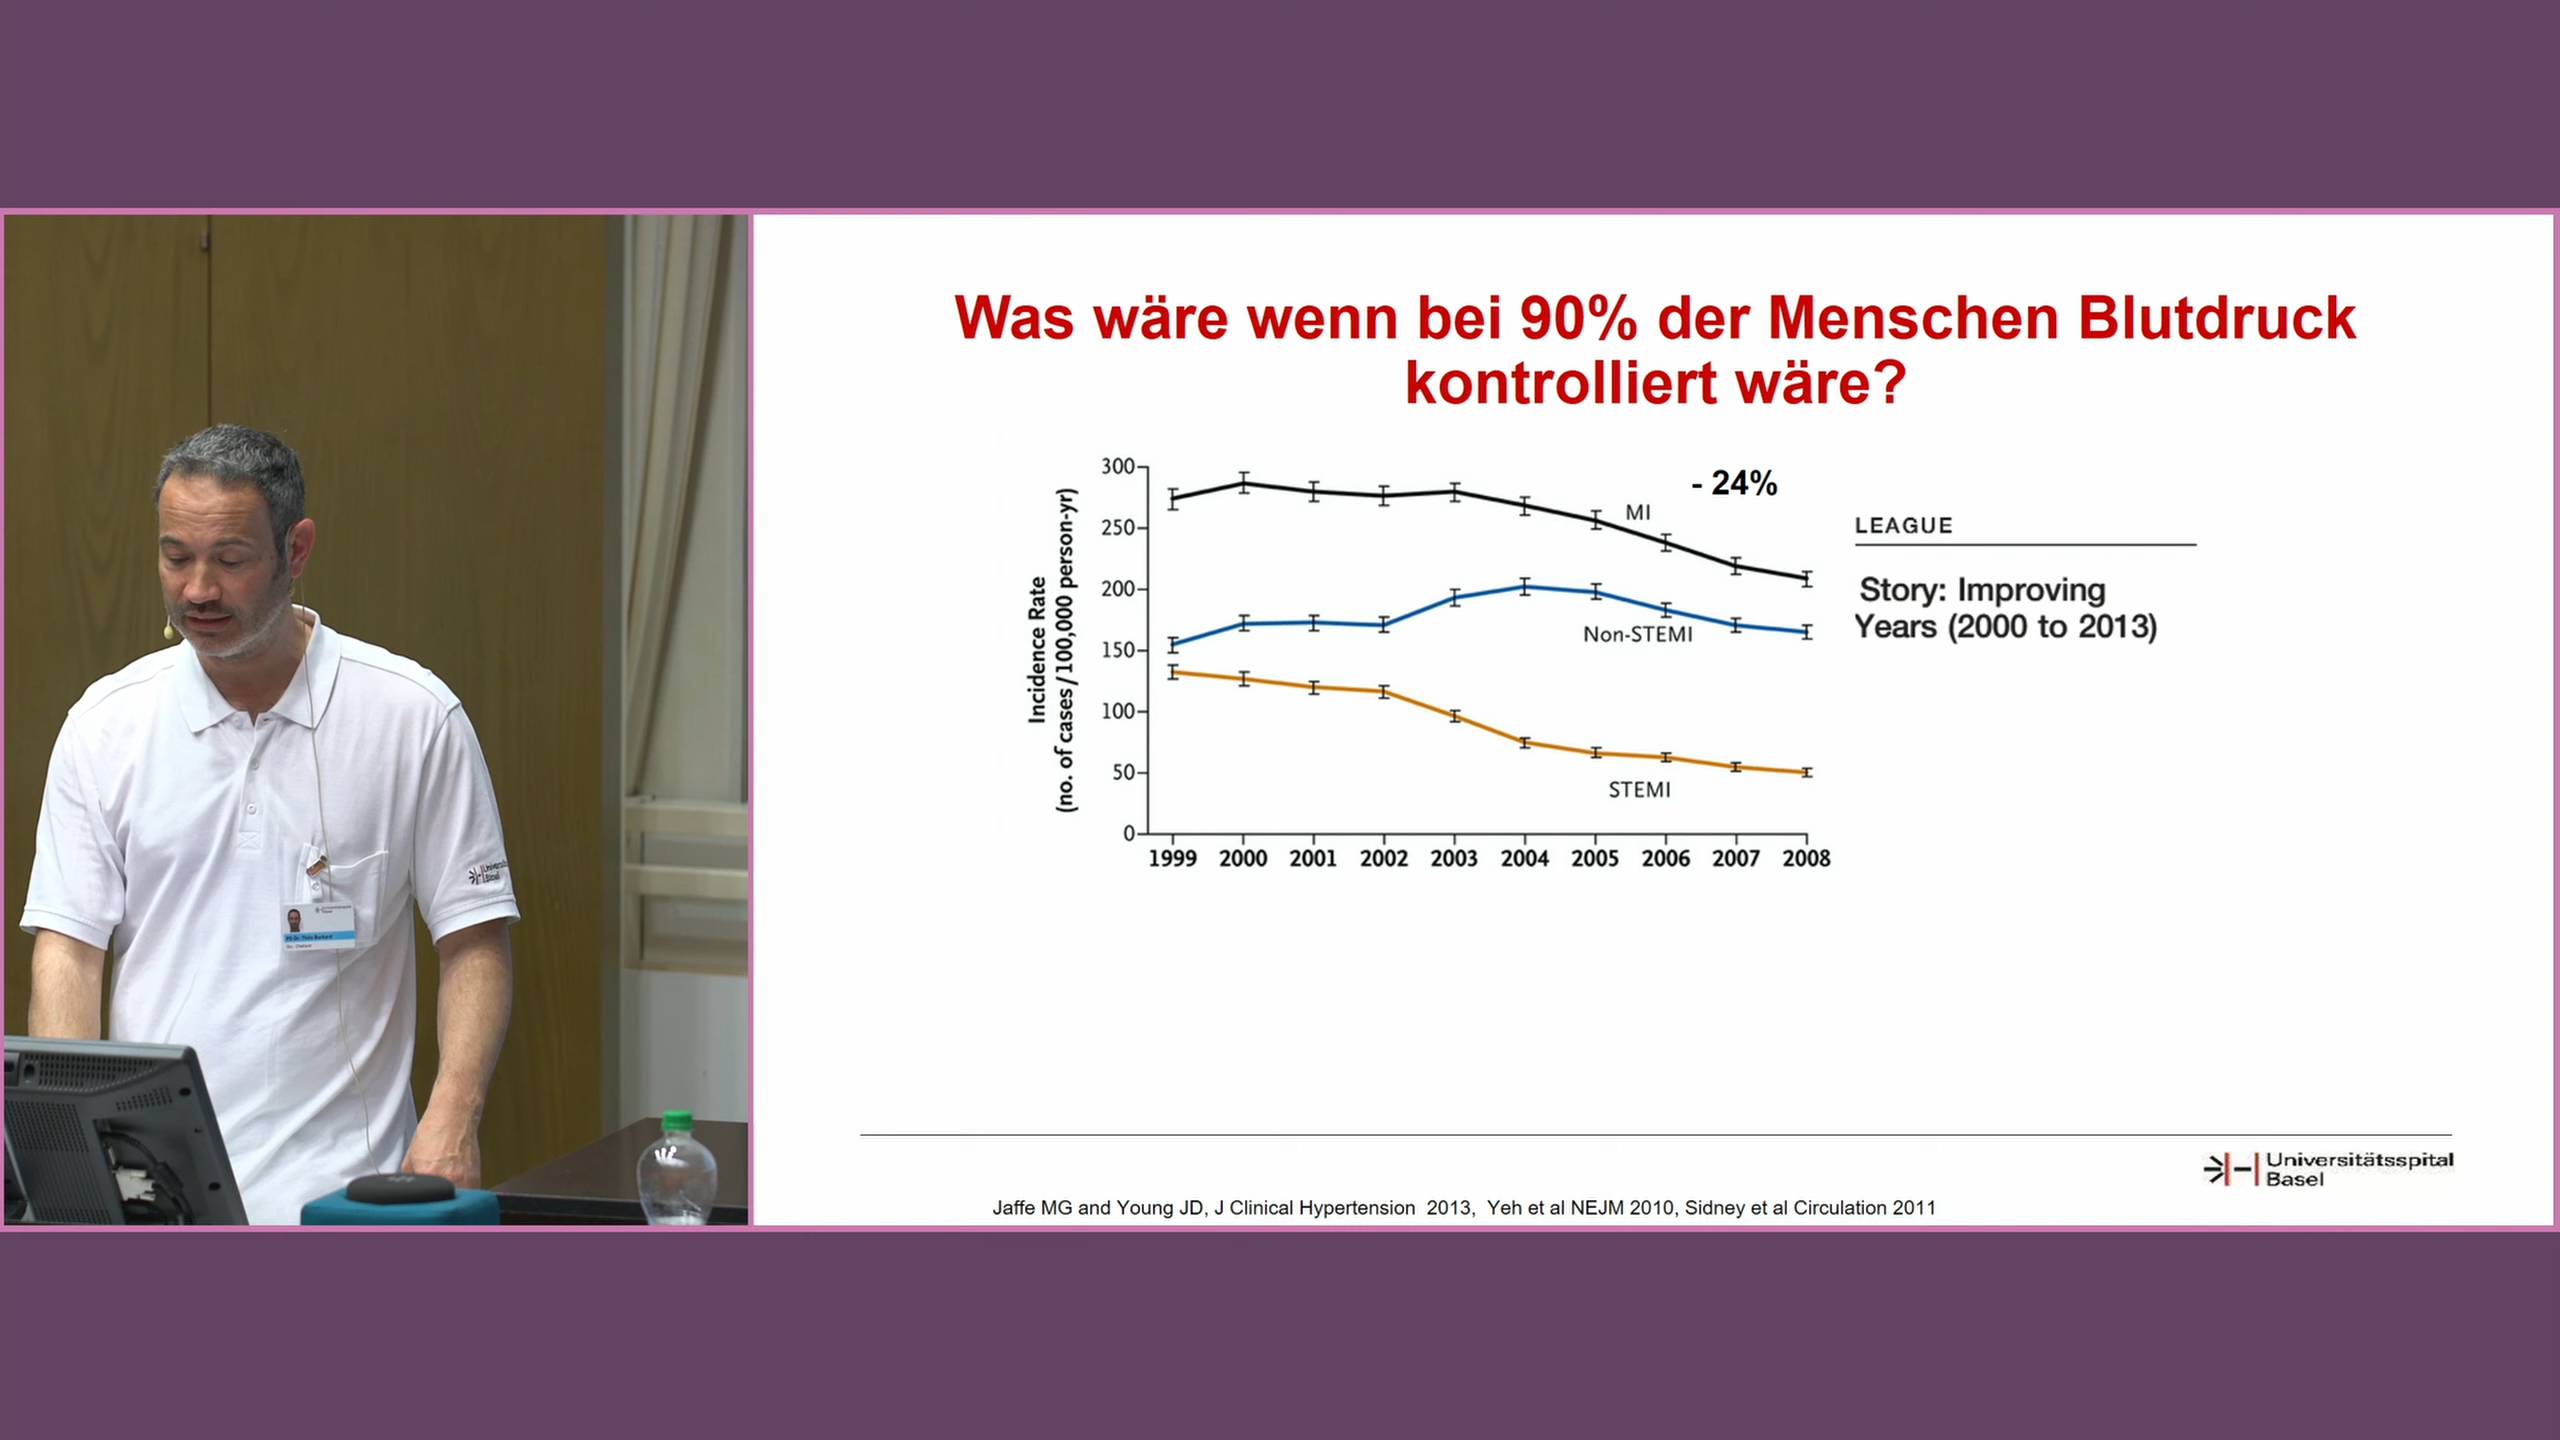 Was wäre wenn bei 90% der Menschen Blutdruck
kontrolliert wäre?
- 24%
Incidence Rate
(no. of cases/100,000 person-yr)
300
250
200
150
100
50
0
MI
Non-STEMI
STEMI
1999 2000 2001 2002 2003 2004 2005 2006 2007 2008
LEAGUE
Story: Improving
Years (2000 to 2013)
Universitätsspital
Basel
Jaffe MG and Young JD, J Clinical Hypertension 2013, Yeh et al NEJM 2010, Sidney et al Circulation 2011